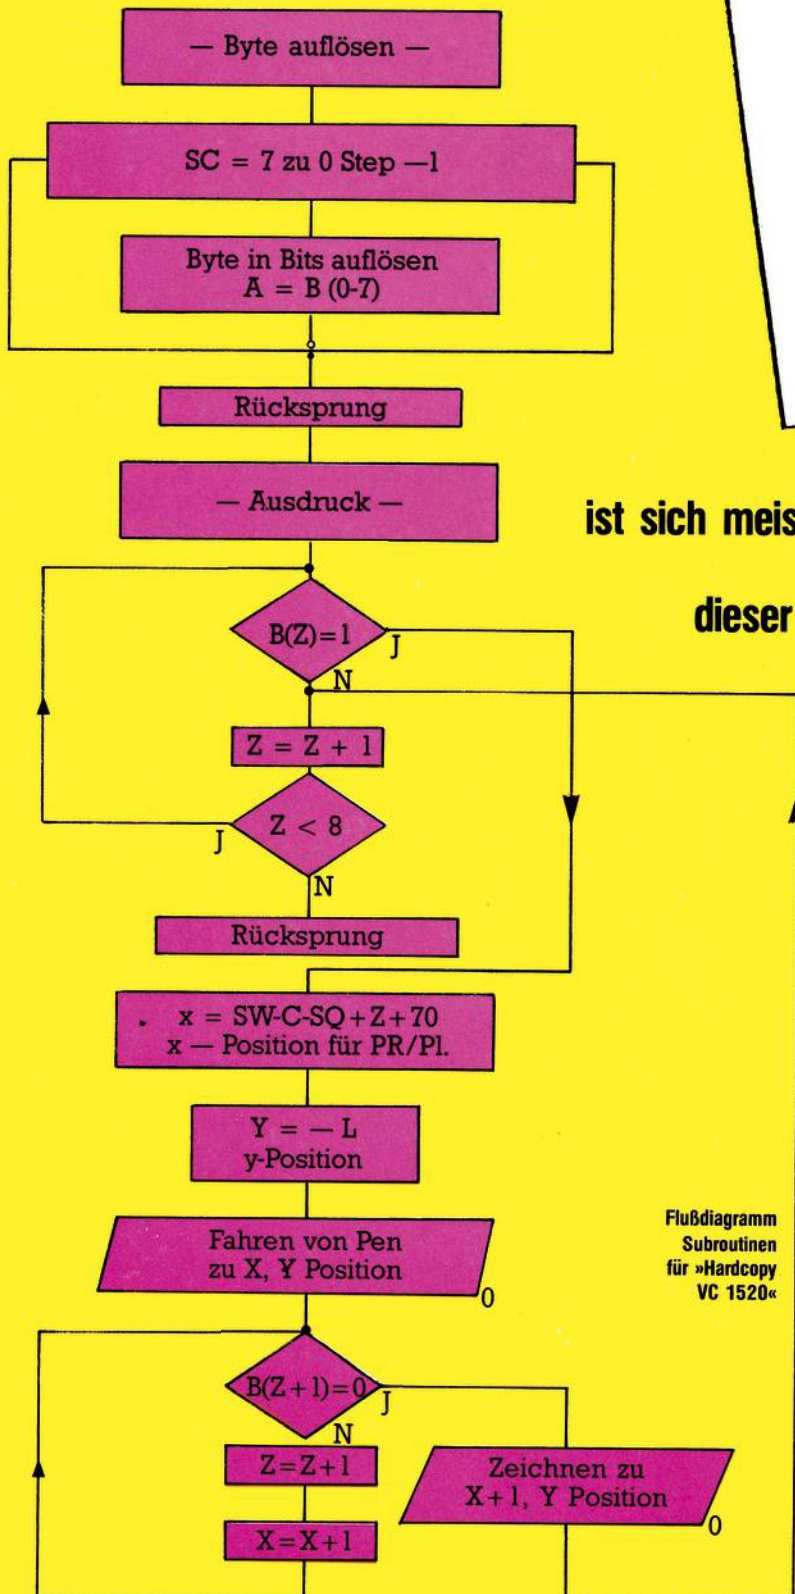 — Byte auflösen —
SC = 7 zu 0 Step —1
Byte in Bits auflösen
A = B (0-7)
Rücksprung
— Ausdruck —
ist sich meis
dieser
B(Z)=1
J
N
Z = Z + 1
Z < 8
J
N
Rücksprung
x = SW-C-SQ+Z+70
x — Position für PR/Pl.
Y = — L
y-Position
Fahren von Pen
zu X, Y Position
0
Flußdiagramm
Subroutinen
für »Hardcopy
VC 1520«
B(Z+1)=0
J
N
Z=Z+1
Zeichnen zu
X+1, Y Position
0
X=X+1